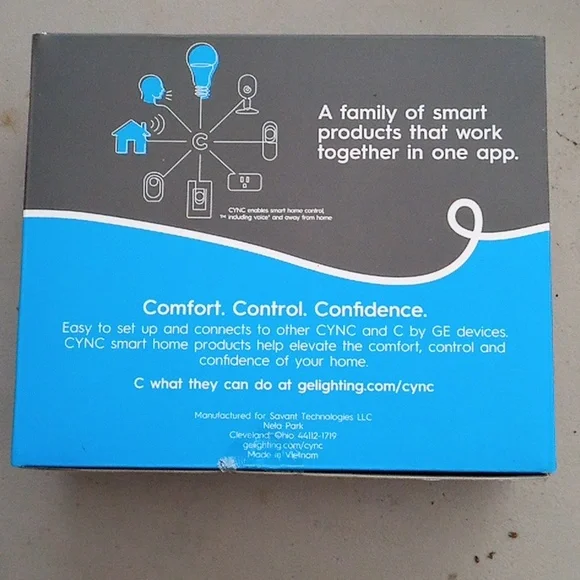 A family of smart
products that work
together in one app.
C
CYNC enables smart home control,
™ including voice* and away from home
Comfort. Control. Confidence.
Easy to set up and connects to other CYNC and C by GE devices.
CYNC smart home products help elevate the comfort, control and
confidence of your home.
C what they can do at gelighting.com/cync
Manufactured for Savant Technologies LLC
Nela Park
Cleveland, Ohio 44112-1719
gelighting.com/cync
Made in Vietnam